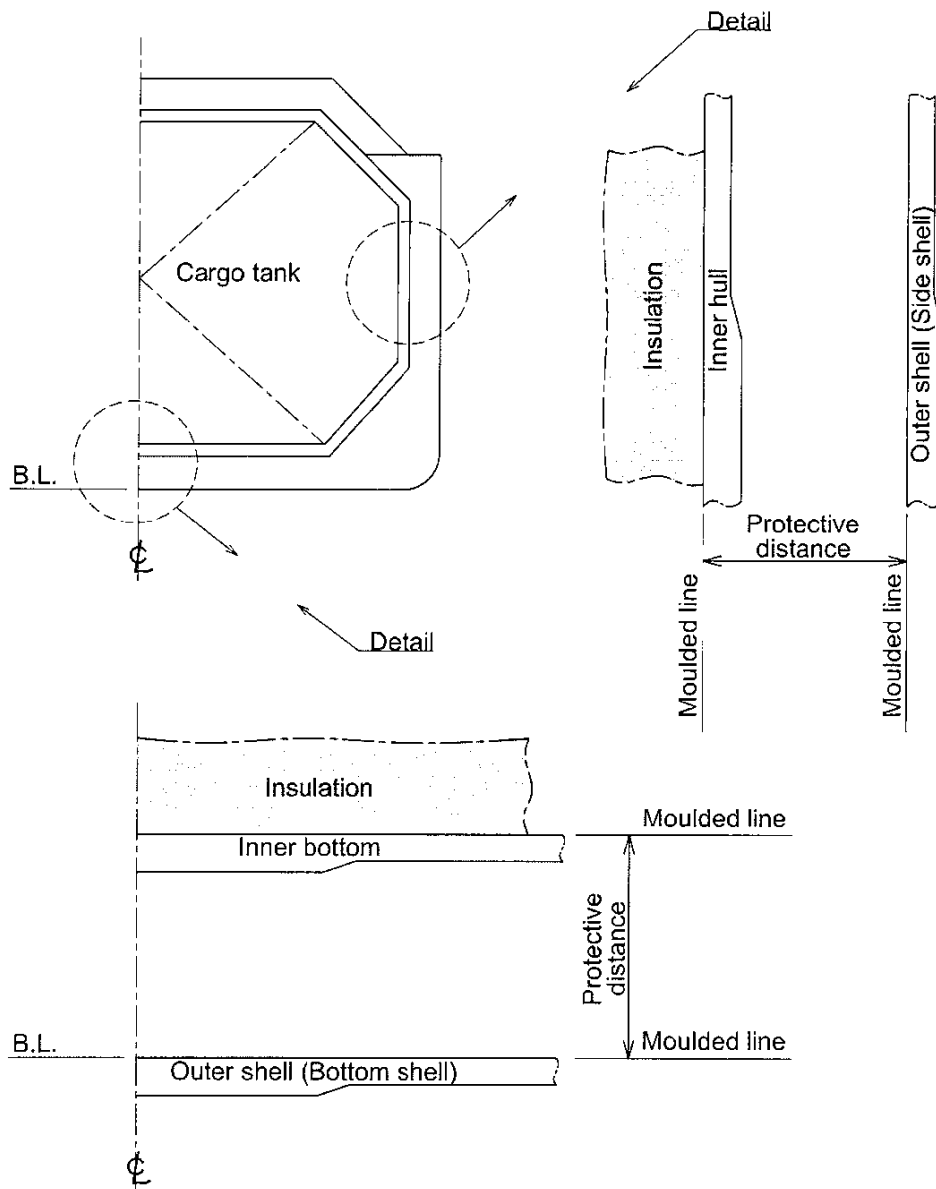 Detail
Cargo tank
B.L.
℄
Insulation
Inner hull
Outer shell (Side shell)
Protective
distance
Moulded line
Moulded line
Detail
Insulation
Inner bottom
Moulded line
Protective
distance
B.L.
Moulded line
Outer shell (Bottom shell)
℄